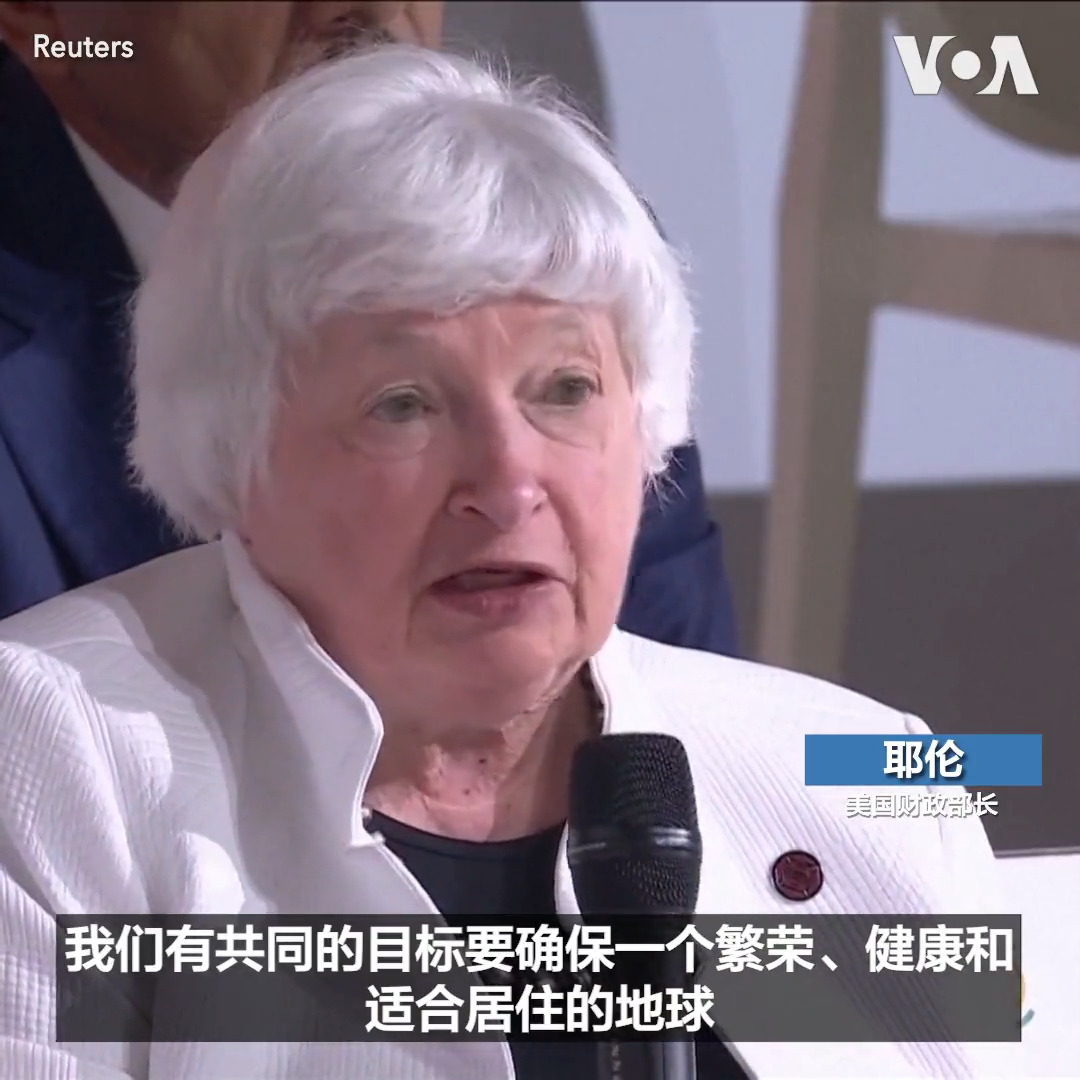 Reuters
VOA
耶伦
美国财政部长
我们有共同的目标要确保一个繁荣、健康和
适合居住的地球